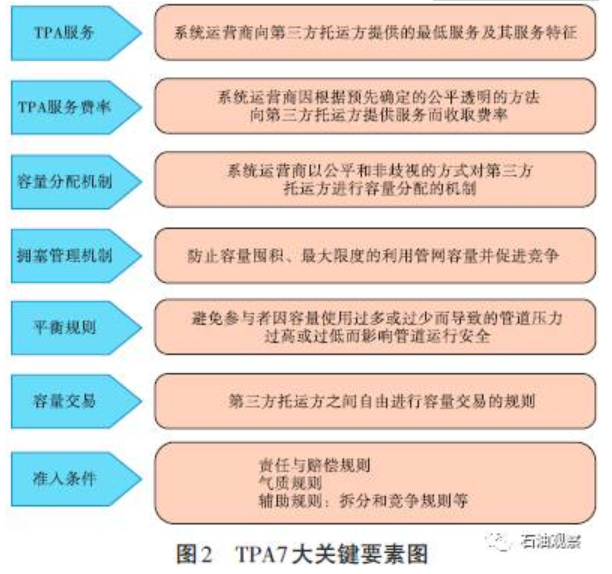 TPA服务
系统运营商向第三方托运方提供的最低服务及其服务特征
TPA服务费率
系统运营商因根据预先确定的公平透明的方法
向第三方托运方提供服务而收取费率
容量分配机制
系统运营商以公平和非歧视的方式对第三方
托运方进行容量分配的机制
拥塞管理机制
防止容量囤积、最大限度的利用管网容量并促进竞争
平衡规则
避免参与者因容量使用过多或过少而导致的管道压力
过高或过低而影响管道运行安全
容量交易
第三方托运方之间自由进行容量交易的规则
准入条件
责任与赔偿规则
气质规则
辅助规则：拆分和竞争规则等
图2 TPA7大关键要素图
石油观察